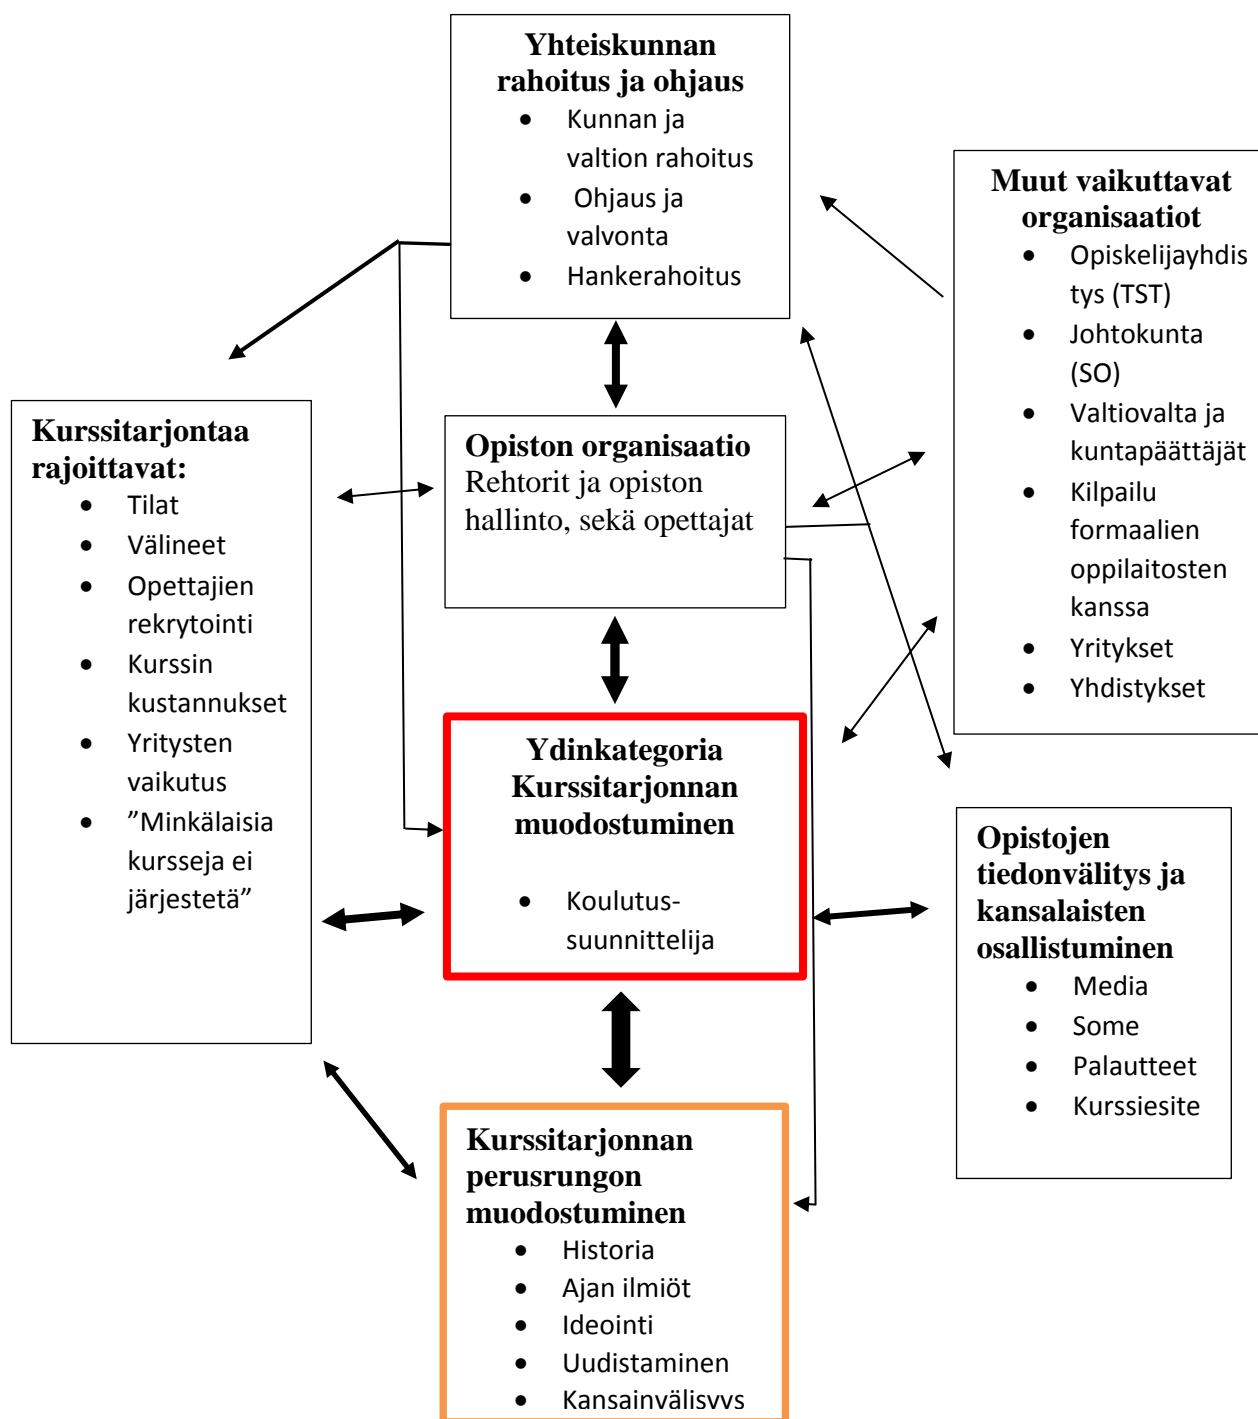 Yhteiskunnan
rahoitus ja ohjaus
• Kunnan ja
valtion rahoitus
• Ohjaus ja
valvonta
• Hankerahoitus
Muut vaikuttavat
organisaatiot
• Opiskelijayhdis
tys (TST)
• Johtokunta
(SO)
• Valtiovalta ja
kuntapäättäjät
• Kilpailu
formaalien
oppilaitosten
kanssa
• Yritykset
• Yhdistykset
Kurssitarjontaa
rajoittavat:
• Tilat
• Välineet
• Opettajien
rekrytointi
• Kurssin
kustannukset
• Yritysten
vaikutus
• ”Minkälaisia
kursseja ei
järjestetä”
Opiston organisaatio
Rehtorit ja opiston
hallinto, sekä opettajat
Ydinkategoria
Kurssitarjonnan
muodostuminen
• Koulutus-
suunnittelija
Opistojen
tiedonvälitys ja
kansalaisten
osallistuminen
• Media
• Some
• Palautteet
• Kurssiesite
Kurssitarjonnan
perusrungon
muodostuminen
• Historia
• Ajan ilmiöt
• Ideointi
• Uudistaminen
• Kansainvälisyys